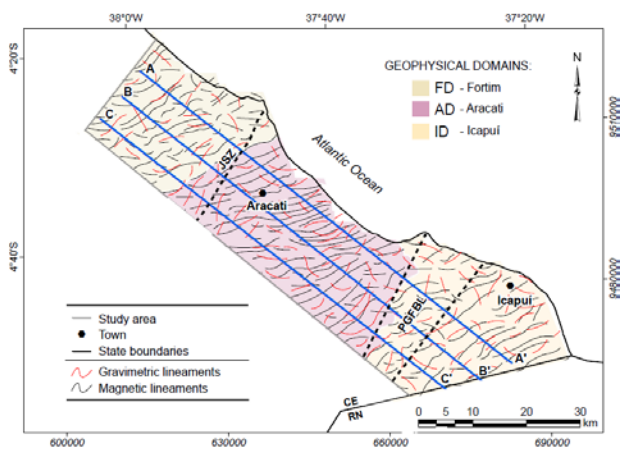 38°0'W 37°40'W 37°20'W
4°20'S
4°40'S
GEOPHYSICAL DOMAINS:
FD - Fortim
AD - Aracati
ID - Icapuí
N
A
B
C
JSZ
Atlantic Ocean
Aracati
Icapuí
PGFBL
A'
B'
C'
Study area
Town
State boundaries
Gravimetric lineaments
Magnetic lineaments
CE
RN
0 5 10 20 30
km
600000 630000 660000 690000